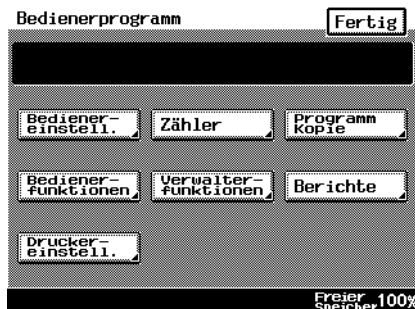 Bedienerprogramm
Fertig
Bediener-
einstell.
Zähler
Programm
Kopie
Bediener-
funktionen
Verwalter-
funktionen
Berichte
Drucker-
einstell.
Freier
Speicher 100%